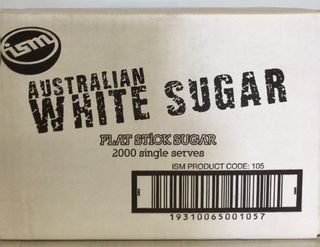 ism
AUSTRALIAN
WHITE SUGAR
FLAT STICK SUGAR
2000 single serves
ISM PRODUCT CODE: 105
19310065001057